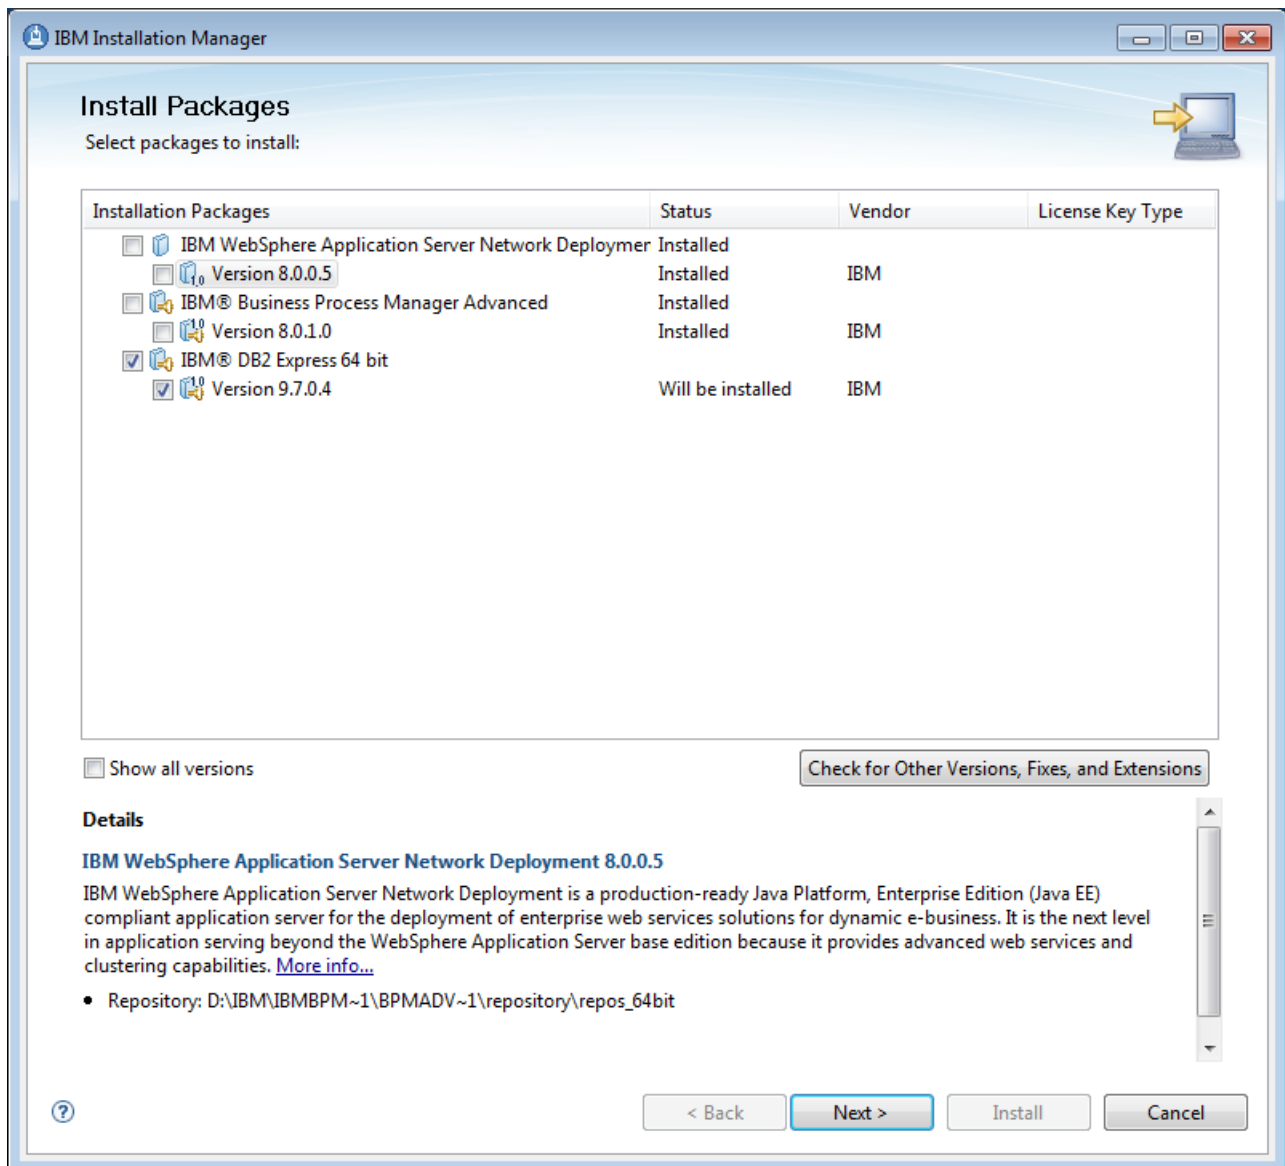 IBM Installation Manager
Install Packages
Select packages to install:
Installation Packages Status Vendor License Key Type
IBM WebSphere Application Server Network Deploymer Installed
Version 8.0.0.5 Installed IBM
IBM® Business Process Manager Advanced Installed
Version 8.0.1.0 Installed IBM
IBM® DB2 Express 64 bit
Version 9.7.0.4 Will be installed IBM
Show all versions Check for Other Versions, Fixes, and Extensions
Details
IBM WebSphere Application Server Network Deployment 8.0.0.5
IBM WebSphere Application Server Network Deployment is a production-ready Java Platform, Enterprise Edition (Java EE)
compliant application server for the deployment of enterprise web services solutions for dynamic e-business. It is the next level
in application serving beyond the WebSphere Application Server base edition because it provides advanced web services and
clustering capabilities. More info...
• Repository: D:\IBM\IBMBPM~1\BPMADV~1\repository\repos_64bit
? < Back Next > Install Cancel